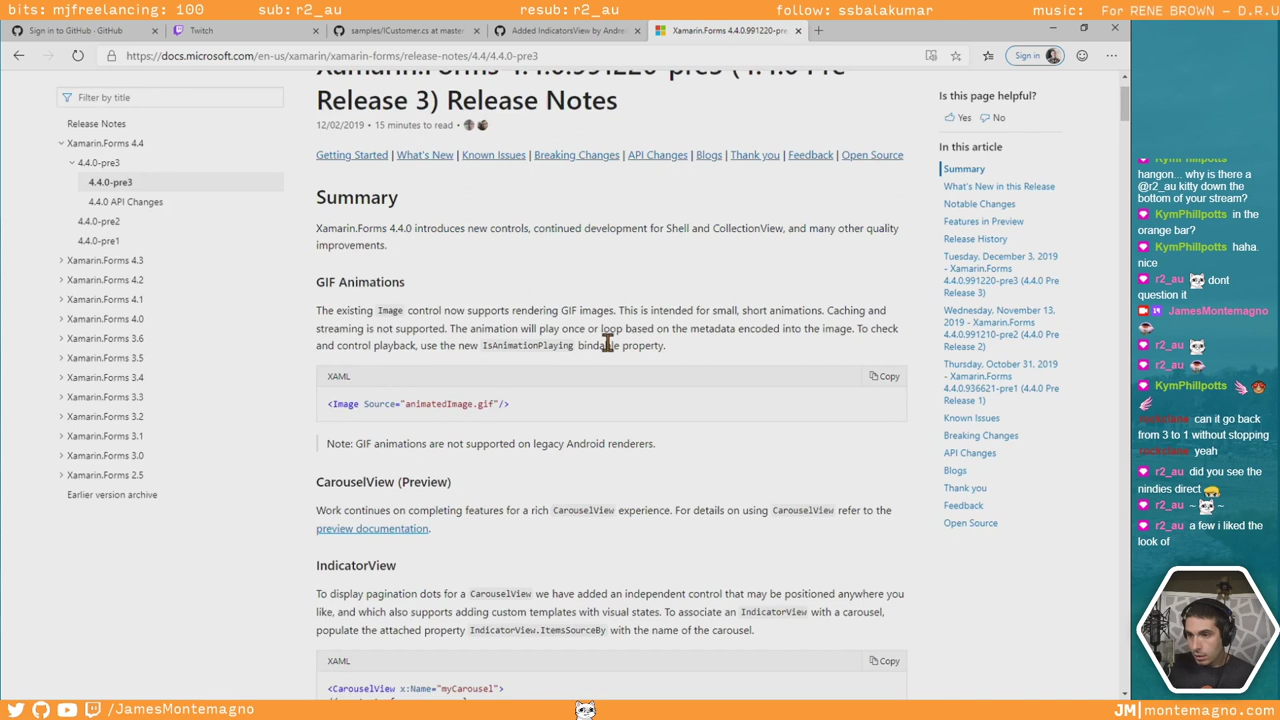 bits: mjfreelancing: 100
sub: r2_au
resub: r2_au
follow: ssbalakumar
music: For RENE BROWN - D.R.U
Sign in to GitHub · GitHub
Twitch
samples/ICustomer.cs at master
Added IndicatorsView by Andre
Xamarin.Forms 4.4.0.991220-pre
https://docs.microsoft.com/en-us/xamarin/xamarin-forms/release-notes/4.4/4.4.0-pre3
Sign in
Filter by title
Release Notes
Xamarin.Forms 4.4
4.4.0-pre3
4.4.0-pre3
4.4.0 API Changes
4.4.0-pre2
4.4.0-pre1
Xamarin.Forms 4.3
Xamarin.Forms 4.2
Xamarin.Forms 4.1
Xamarin.Forms 4.0
Xamarin.Forms 3.6
Xamarin.Forms 3.5
Xamarin.Forms 3.4
Xamarin.Forms 3.3
Xamarin.Forms 3.2
Xamarin.Forms 3.1
Xamarin.Forms 3.0
Xamarin.Forms 2.5
Earlier version archive
Xamarin.Forms 4.4.0.991220-pre3 (4.4.0 Pre
Release 3) Release Notes
12/02/2019 • 15 minutes to read •
Getting Started | What's New | Known Issues | Breaking Changes | API Changes | Blogs | Thank you | Feedback | Open Source
Summary
Xamarin.Forms 4.4.0 introduces new controls, continued development for Shell and CollectionView, and many other quality
improvements.
GIF Animations
The existing Image control now supports rendering GIF images. This is intended for small, short animations. Caching and
streaming is not supported. The animation will play once or loop based on the metadata encoded into the image. To check
and control playback, use the new IsAnimationPlaying bindable property.
XAML
Copy
<Image Source="animatedImage.gif"/>
Note: GIF animations are not supported on legacy Android renderers.
CarouselView (Preview)
Work continues on completing features for a rich CarouselView experience. For details on using CarouselView refer to the
preview documentation.
IndicatorView
To display pagination dots for a CarouselView we have added an independent control that may be positioned anywhere you
like, and which also supports adding custom templates with visual states. To associate an IndicatorView with a carousel,
populate the attached property IndicatorView.ItemsSourceBy with the name of the carousel.
XAML
Copy
<CarouselView x:Name="myCarousel">
Is this page helpful?
Yes
No
In this article
Summary
What's New in this Release
Notable Changes
Features in Preview
Release History
Tuesday, December 3, 2019
- Xamarin.Forms
4.4.0.991220-pre3 (4.4.0 Pre
Release 3)
Wednesday, November 13,
2019 - Xamarin.Forms
4.4.0.991210-pre2 (4.4.0 Pre
Release 2)
Thursday, October 31, 2019
- Xamarin.Forms
4.4.0.936621-pre1 (4.4.0 Pre
Release 1)
Known Issues
Breaking Changes
API Changes
Blogs
Thank you
Feedback
Open Source
KymPhillpotts
hangon... why is there a
@r2_au kitty down the
bottom of your stream?
KymPhillpotts in the
orange bar?
KymPhillpotts haha.
nice
r2_au dont
question it
JamesMontemagno
r2_au
r2_au
KymPhillpotts
can it go back
from 3 to 1 without stopping
yeah
r2_au did you see the
nindies direct
r2_au ~ ~
r2_au a few i liked the
look of
/JamesMontemagno
JM montemagno.com